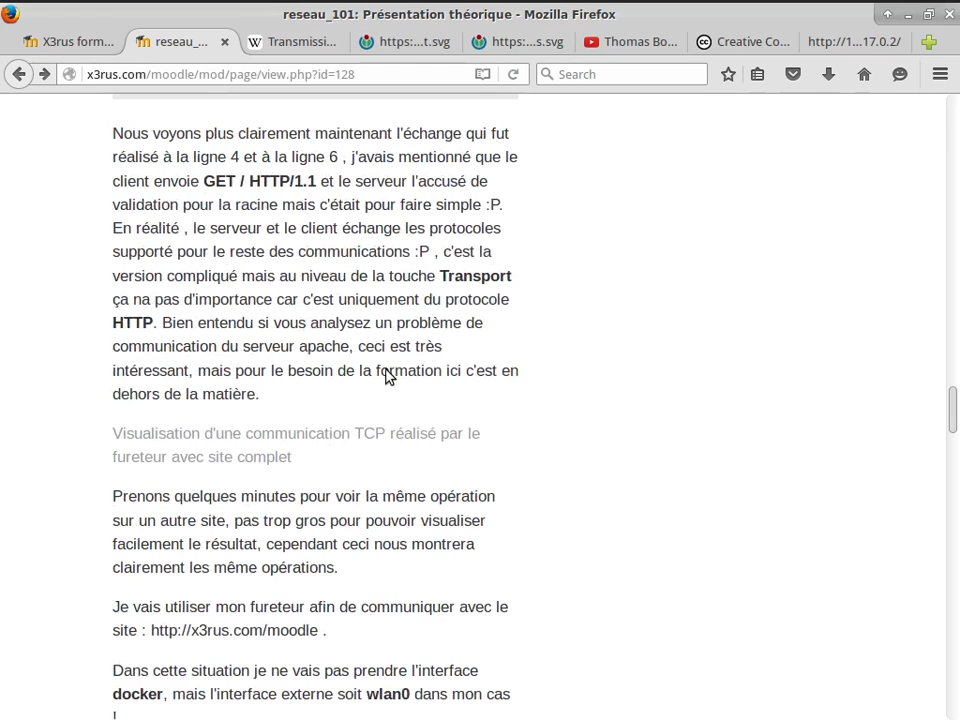 reseau_101: Présentation théorique - Mozilla Firefox
X3rus form...
reseau_...
Transmissi...
https:...t.svg
https:...s.svg
Thomas Bo...
Creative Co...
http://1...17.0.2/
x3rus.com/moodle/mod/page/view.php?id=128
Search
Nous voyons plus clairement maintenant l'échange qui fut
réalisé à la ligne 4 et à la ligne 6 , j'avais mentionné que le
client envoie GET / HTTP/1.1 et le serveur l'accusé de
validation pour la racine mais c'était pour faire simple :P.
En réalité , le serveur et le client échange les protocoles
supporté pour le reste des communications :P , c'est la
version compliqué mais au niveau de la touche Transport
ça na pas d'importance car c'est uniquement du protocole
HTTP. Bien entendu si vous analysez un problème de
communication du serveur apache, ceci est très
intéressant, mais pour le besoin de la formation ici c'est en
dehors de la matière.
Visualisation d'une communication TCP réalisé par le
fureteur avec site complet
Prenons quelques minutes pour voir la même opération
sur un autre site, pas trop gros pour pouvoir visualiser
facilement le résultat, cependant ceci nous montrera
clairement les même opérations.
Je vais utiliser mon fureteur afin de communiquer avec le
site : http://x3rus.com/moodle .
Dans cette situation je ne vais pas prendre l'interface
docker, mais l'interface externe soit wlan0 dans mon cas
!